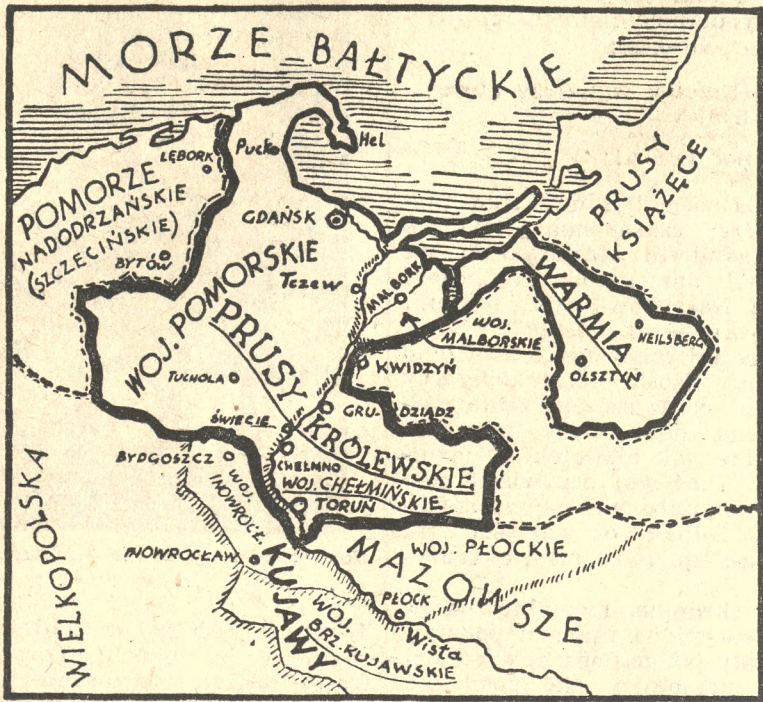 MORZE BAŁTYCKIE
Hel
Puck
LĘBORK
POMORZE
NADODRZAŃSKIE
(SZCZECIŃSKIE)
BYTÓW
PRUSY
KSIĄŻĘCE
GDAŃSK
WOJ. POMORSKIE
Tczew
MALBORK
WOJ.
MALBORSKIE
WARMIA
HEILSBERG
OLSZTYN
PRUSY
KRÓLEWSKIE
KWIDZYŃ
TUCHOLA
GRUDZIĄDZ
ŚWIECIE
BYDGOSZCZ
CHEŁMNO
WOJ. CHEŁMIŃSKIE
TORUŃ
WOJ.
INOWROCŁ.
INOWROCŁAW
KUJAWY
WOJ.
BRZ. KUJAWSKIE
WOJ. PŁOCKIE
MAZOWSZE
PŁOCK
Wisła
WIELKOPOLSKA